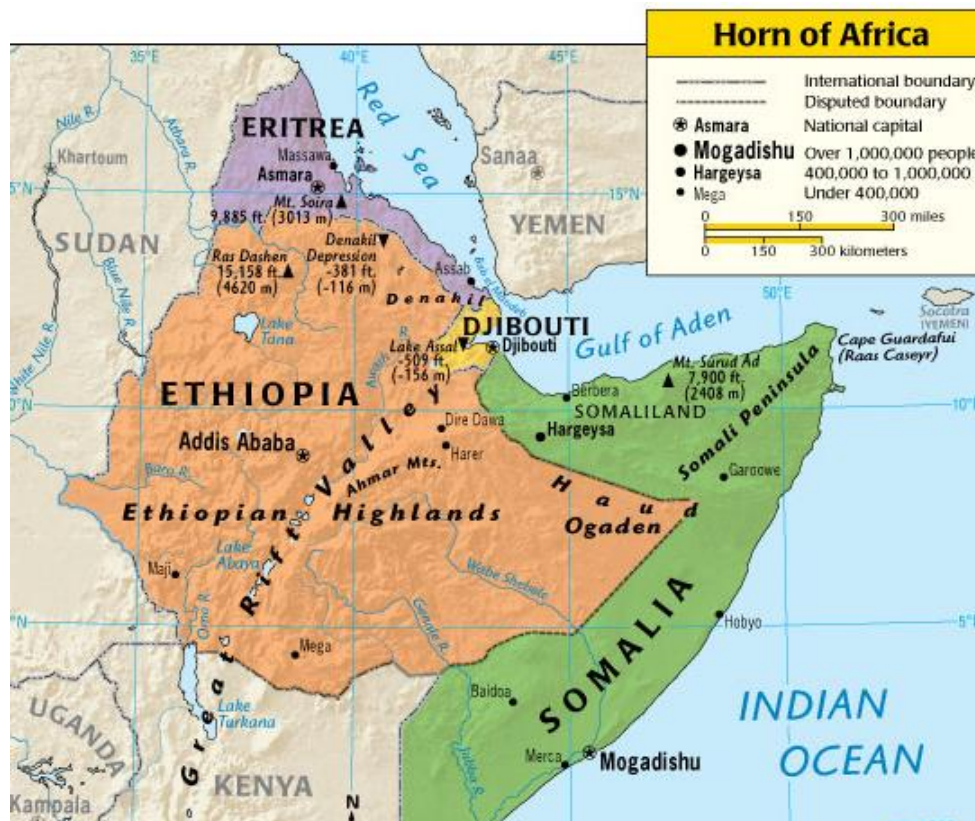 Horn of Africa
International boundary
Disputed boundary
Asmara National capital
Mogadishu Over 1,000,000 people
Hargeysa 400,000 to 1,000,000
Mega Under 400,000
0 150 300 miles
0 150 300 kilometers
35°E
40°E
45°E
Nile R.
Atbara R.
Red
Sea
ERITREA
Khartoum
Massawa
Asmara
Sanaa
15°N
Mt. Soira
9,885 ft. (3013 m)
YEMEN
SUDAN
Ras Dashen
15,158 ft.
(4620 m)
Denakil
Depression
-381 ft.
(-116 m)
Blue Nile R.
Assab
Bab el Mandeb
Denakil
50°E
Socotra
(YEMEN)
Lake
Tana
DJIBOUTI
Djibouti
Gulf of Aden
Cape Guardafui
(Raas Caseyr)
White Nile R.
Lake Assal
-509 ft.
(-156 m)
Awash R.
Mt. Surud Ad
7,900 ft.
(2408 m)
ETHIOPIA
Berbera
SOMALILAND
Somali Peninsula
10°N
Dire Dawa
Hargeysa
Addis Ababa
Harer
Garoowe
Baro R.
Ahmar Mts.
Great Rift Valley
Ethiopian Highlands
Haud
Ogaden
Lake
Abaya
Maji
Wabe Shebele
Omo R.
Genale R.
SOMALIA
Hobyo
5°N
Mega
Baidoa
INDIAN
OCEAN
Lake
Turkana
UGANDA
Jubba R.
Merca
Mogadishu
KENYA
Kampala
N